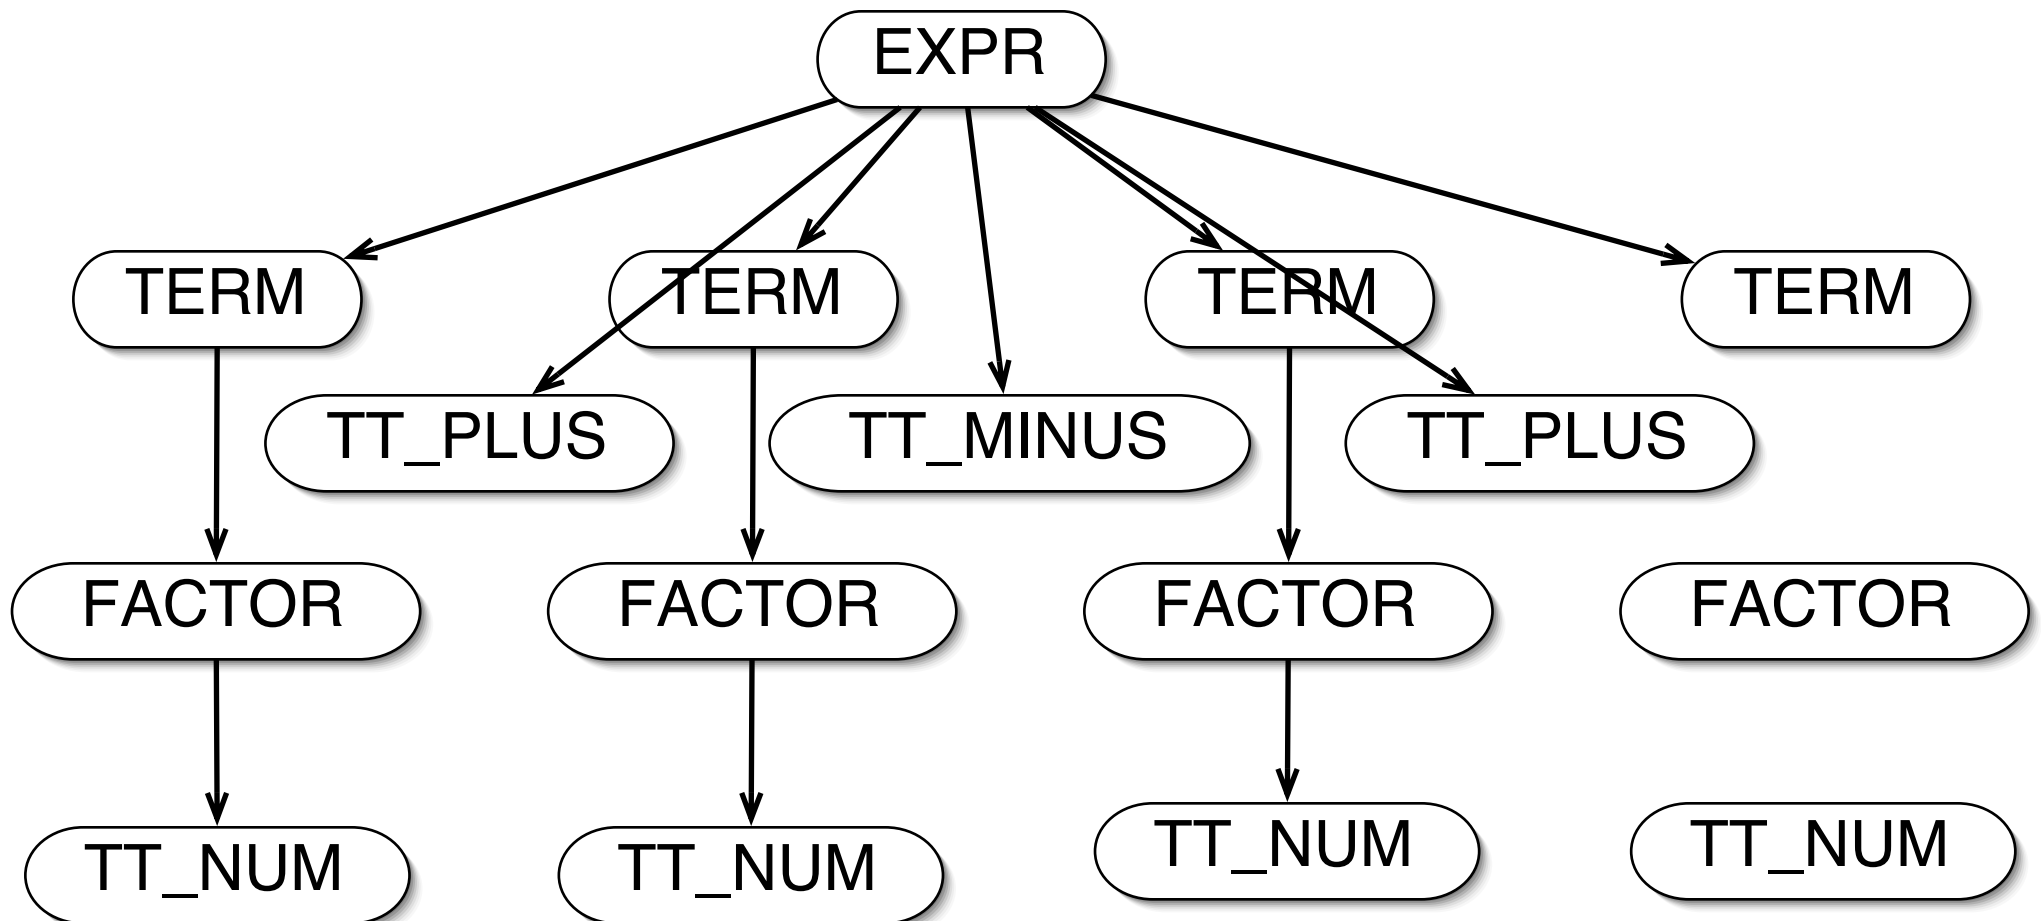 EXPR
TERM TERM TERM TERM
TT_PLUS TT_MINUS TT_PLUS
FACTOR FACTOR FACTOR FACTOR
TT_NUM TT_NUM TT_NUM TT_NUM